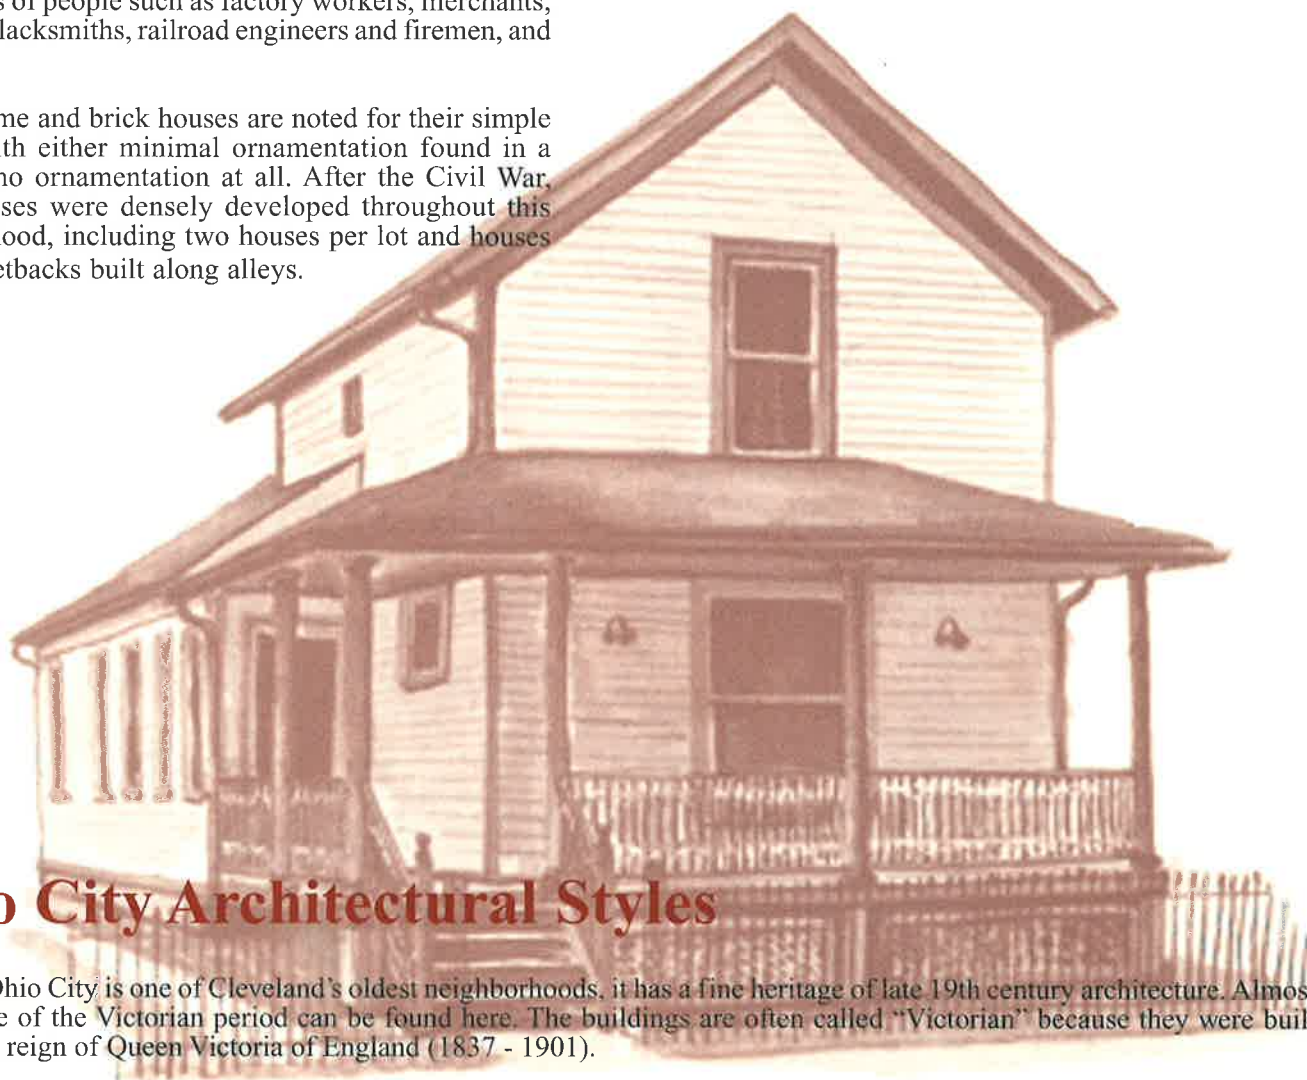 s of people such as factory workers, merchants,
lacksmiths, railroad engineers and firemen, and
me and brick houses are noted for their simple
ith either minimal ornamentation found in a
no ornamentation at all. After the Civil War,
ses were densely developed throughout this
ood, including two houses per lot and houses
etbacks built along alleys.
o City Architectural Styles
Ohio City is one of Cleveland's oldest neighborhoods, it has a fine heritage of late 19th century architecture. Almos
e of the Victorian period can be found here. The buildings are often called "Victorian" because they were buil
reign of Queen Victoria of England (1837 - 1901).